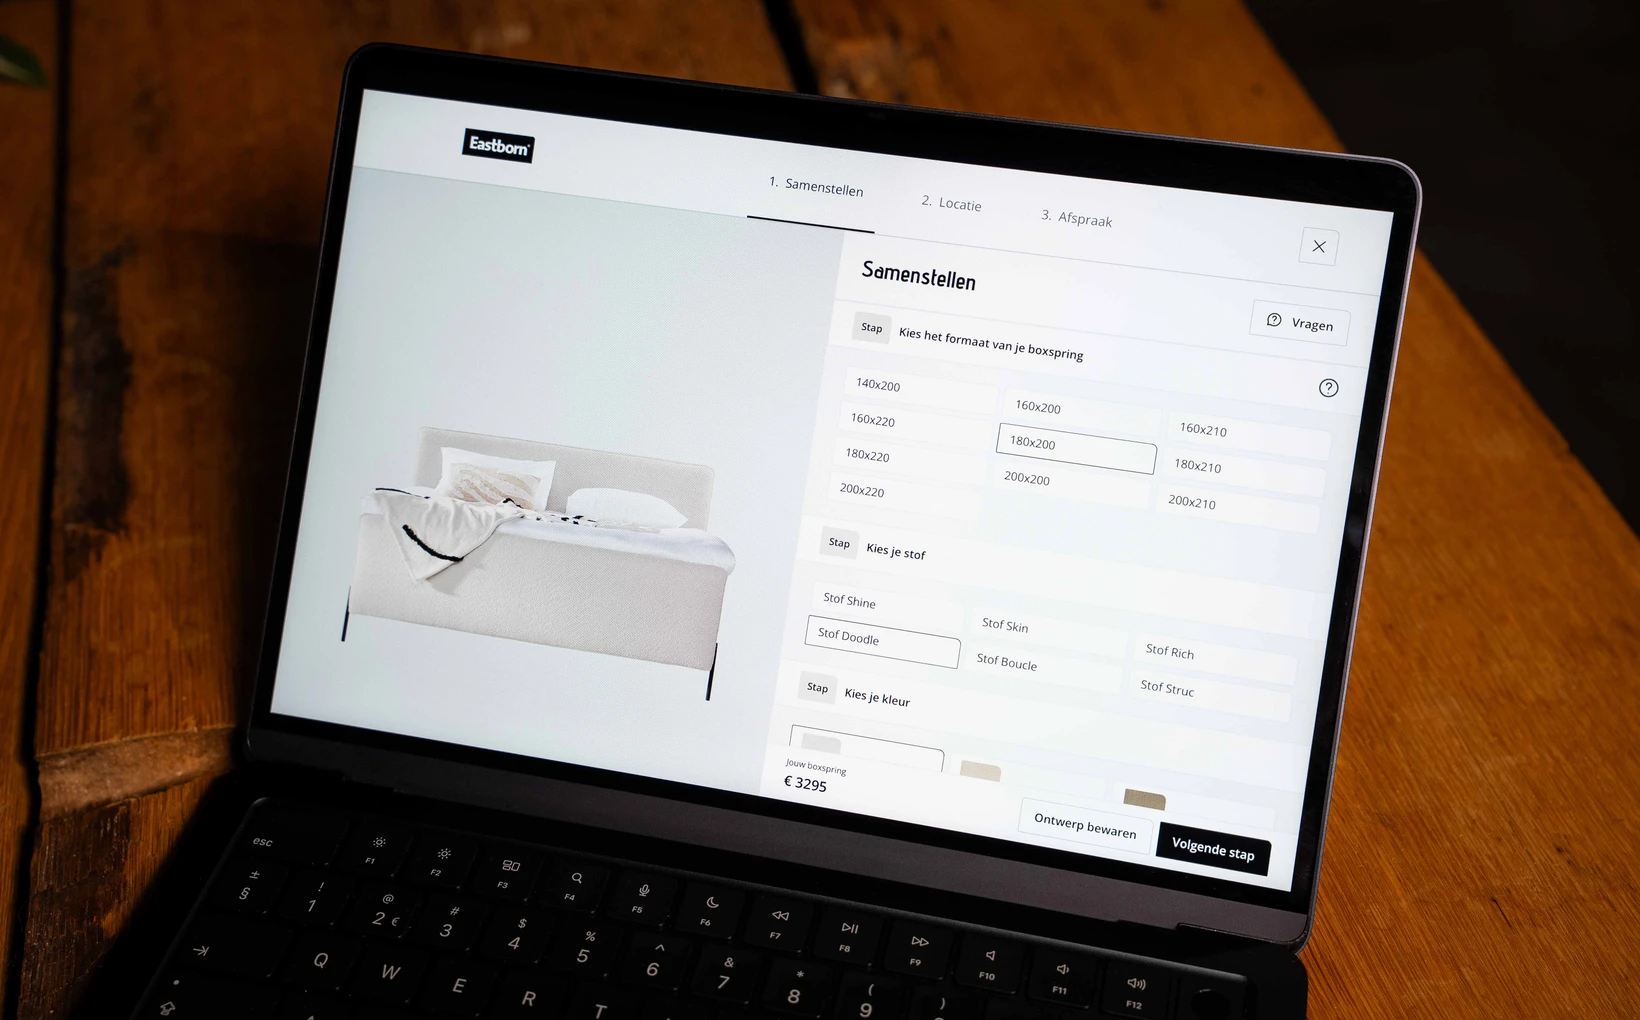 Eastborn
1. Samenstellen
2. Locatie
3. Afspraak
Samenstellen
Vragen
Stap Kies het formaat van je boxspring
140x200
160x200
160x210
160x220
180x200
180x210
180x220
200x200
200x210
200x220
Stap Kies je stof
Stof Shine
Stof Skin
Stof Rich
Stof Doodle
Stof Boucle
Stof Struc
Stap Kies je kleur
Jouw boxspring
€ 3295
Ontwerp bewaren
Volgende stap
esc
F1
F2
F3
F4
F5
F6
F7
F8
F9
F10
F11
F12
± §
! 1
@ 2 €
# 3
$ 4
% 5
^ 6
& 7
* 8
( 9
)
Q
W
E
R
T